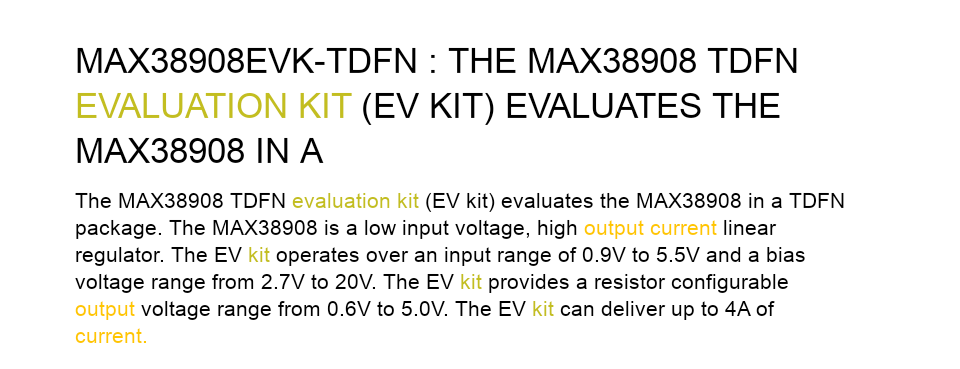 MAX38908EVK-TDFN : THE MAX38908 TDFN
EVALUATION KIT (EV KIT) EVALUATES THE
MAX38908 IN A
The MAX38908 TDFN evaluation kit (EV kit) evaluates the MAX38908 in a TDFN
package. The MAX38908 is a low input voltage, high output current linear
regulator. The EV kit operates over an input range of 0.9V to 5.5V and a bias
voltage range from 2.7V to 20V. The EV kit provides a resistor configurable
output voltage range from 0.6V to 5.0V. The EV kit can deliver up to 4A of
current.